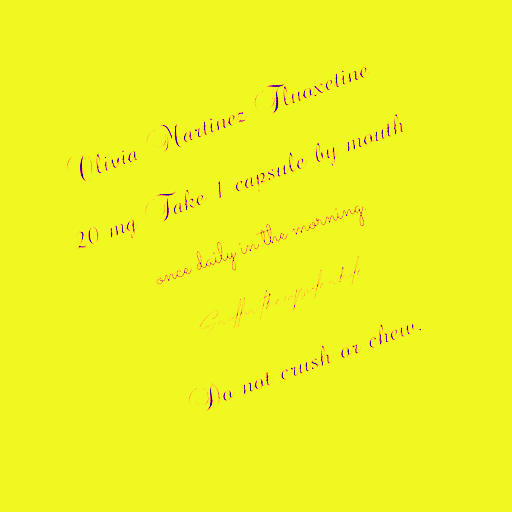 Olivia Martinez Fluoxetine
20 mg Take 1 capsule by mouth
once daily in the morning.
Do not crush or chew.